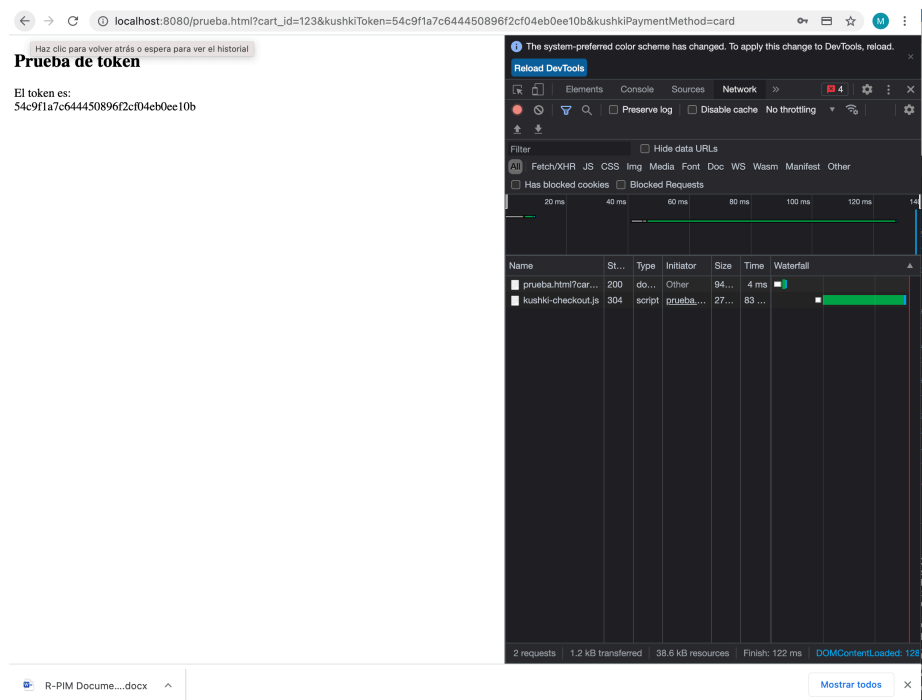 localhost:8080/prueba.html?cart_id=123&kushkiToken=54c9f1a7c644450896f2cf04eb0ee10b&kushkiPaymentMethod=card
M
Haz clic para volver atrás o espera para ver el historial
Prueba de token
El token es:
54c9f1a7c644450896f2cf04eb0ee10b
The system-preferred color scheme has changed. To apply this change to DevTools, reload.
Reload DevTools
Elements Console Sources Network » 4
Preserve log Disable cache No throttling
Filter Hide data URLs
All Fetch/XHR JS CSS Img Media Font Doc WS Wasm Manifest Other
Has blocked cookies Blocked Requests
20 ms 40 ms 60 ms 80 ms 100 ms 120 ms 140
Name St... Type Initiator Size Time Waterfall
prueba.html?car... 200 do... Other 94... 4 ms
kushki-checkout.js 304 script prueba.... 27... 83 ...
2 requests 1.2 kB transferred 38.6 kB resources Finish: 122 ms DOMContentLoaded: 128
R-PIM Docume....docx
Mostrar todos